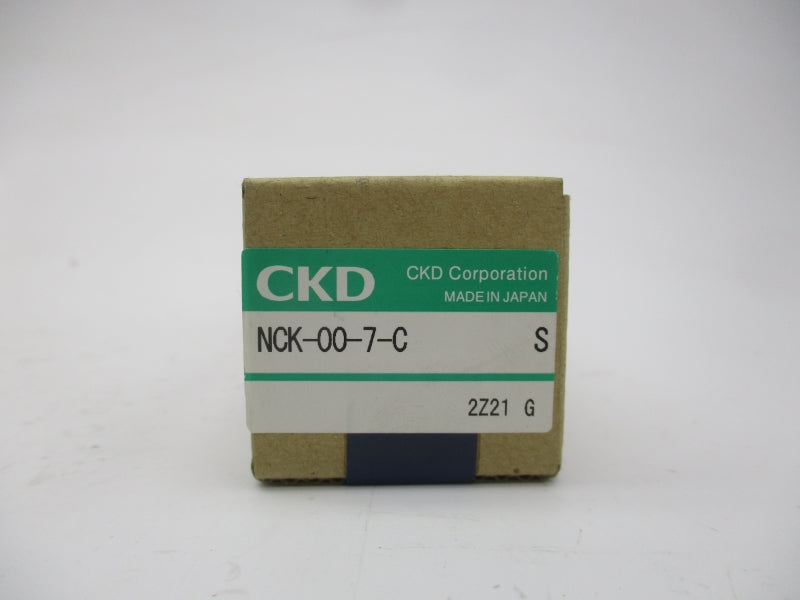 CKD CKD Corporation
MADE IN JAPAN
NCK-00-7-C S
2Z21 G